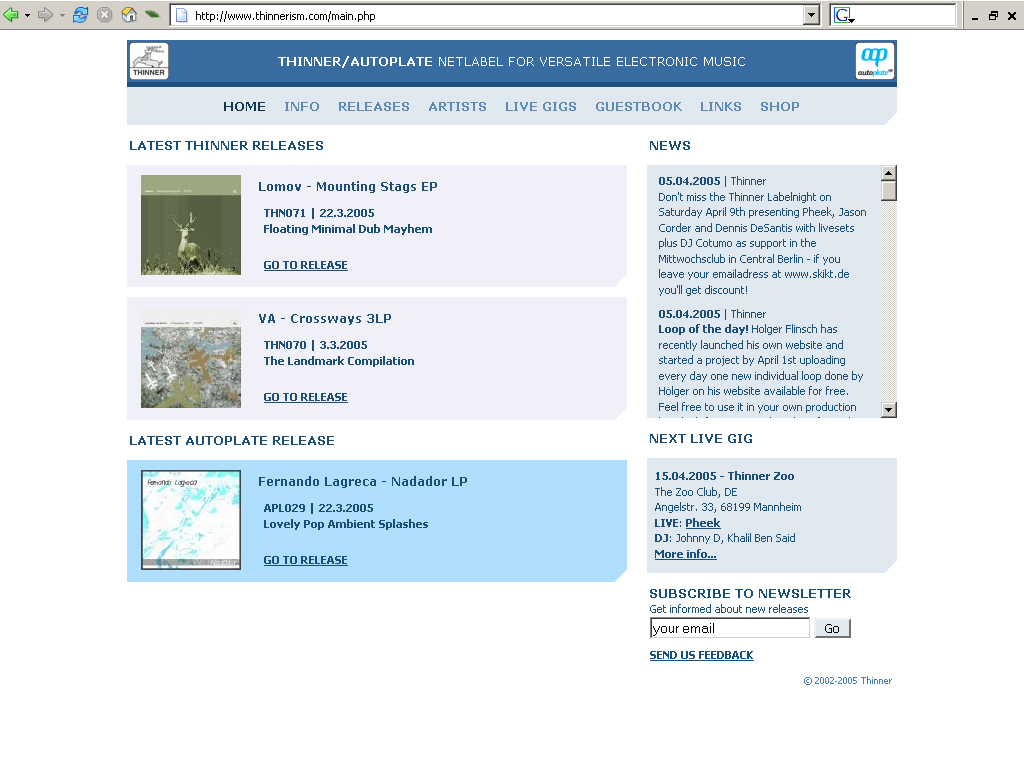 http://www.thinnerism.com/main.php
G
THINNER
THINNER/AUTOPLATE NETLABEL FOR VERSATILE ELECTRONIC MUSIC
ap
autoplate
HOME INFO RELEASES ARTISTS LIVE GIGS GUESTBOOK LINKS SHOP
LATEST THINNER RELEASES
Lomov - Mounting Stags EP
THN071 | 22.3.2005
Floating Minimal Dub Mayhem
GO TO RELEASE
VA - Crossways 3LP
THN070 | 3.3.2005
The Landmark Compilation
GO TO RELEASE
LATEST AUTOPLATE RELEASE
Fernando Lagreca
Fernando Lagreca - Nadador LP
APL029 | 22.3.2005
Lovely Pop Ambient Splashes
GO TO RELEASE
NEWS
05.04.2005 | Thinner
Don't miss the Thinner Labelnight on
Saturday April 9th presenting Pheek, Jason
Corder and Dennis DeSantis with livesets
plus DJ Cotumo as support in the
Mittwochsclub in Central Berlin - if you
leave your emailadress at www.skikt.de
you'll get discount!
05.04.2005 | Thinner
Loop of the day! Holger Flinsch has
recently launched his own website and
started a project by April 1st uploading
every day one new individual loop done by
Holger on his website available for free.
Feel free to use it in your own production
NEXT LIVE GIG
15.04.2005 - Thinner Zoo
The Zoo Club, DE
Angelstr. 33, 68199 Mannheim
LIVE: Pheek
DJ: Johnny D, Khalil Ben Said
More info...
SUBSCRIBE TO NEWSLETTER
Get informed about new releases
your email Go
SEND US FEEDBACK
© 2002-2005 Thinner